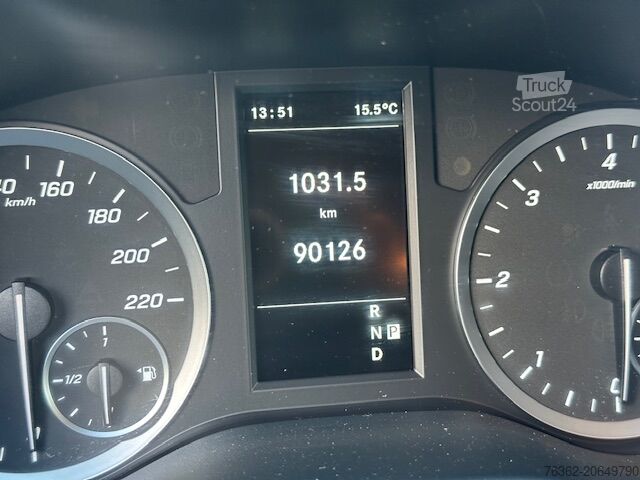 Truck
Scout24
13:51 15.5°C
1031.5
km
90126
R
N P
D
160
km/h
180
200
220
1
1/2
4
x1000/min
3
2
1
76362-20649790